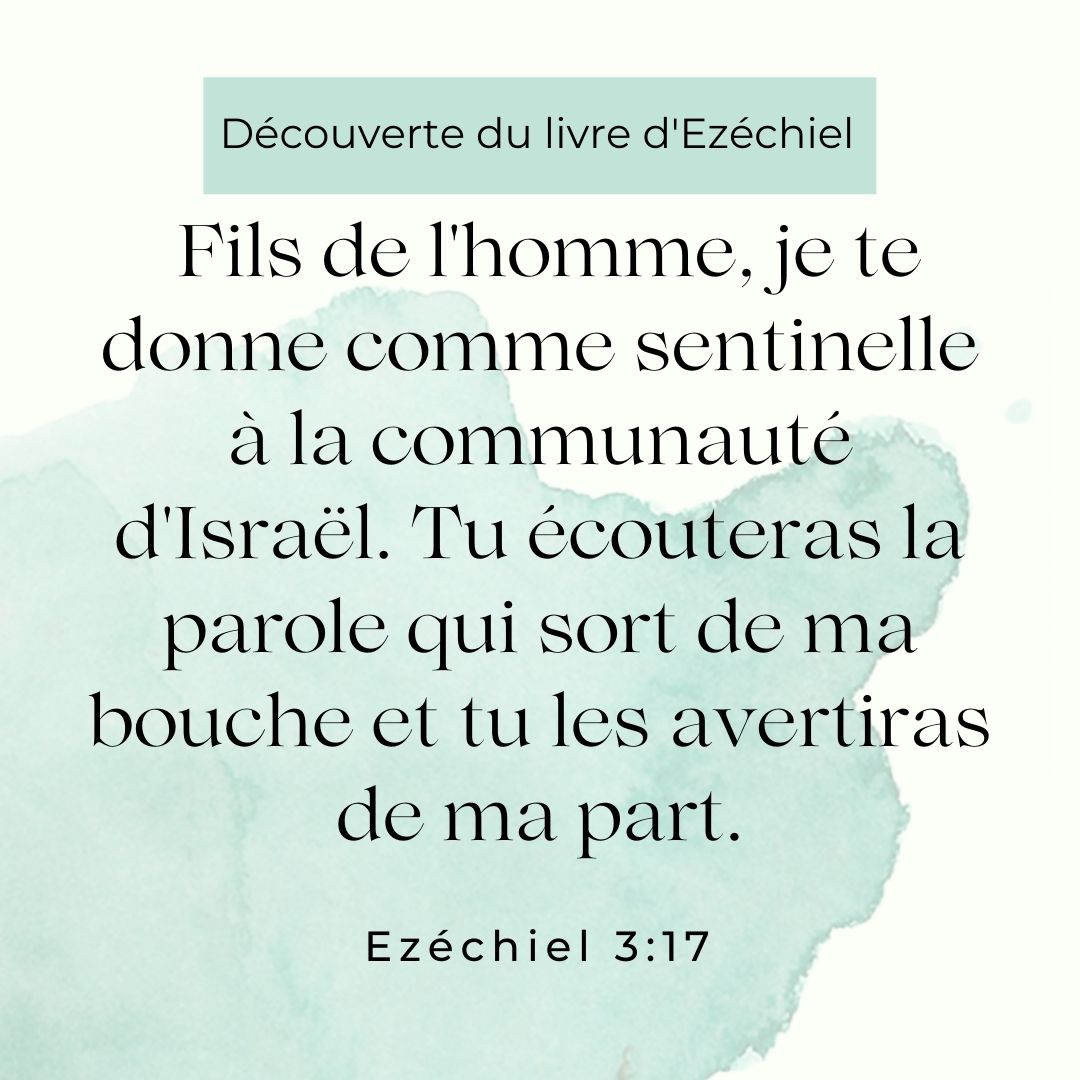 Découverte du livre d'Ezéchiel
Fils de l'homme, je te
donne comme sentinelle
à la communauté
d'Israël. Tu écouteras la
parole qui sort de ma
bouche et tu les avertiras
de ma part.
Ezéchiel 3:17